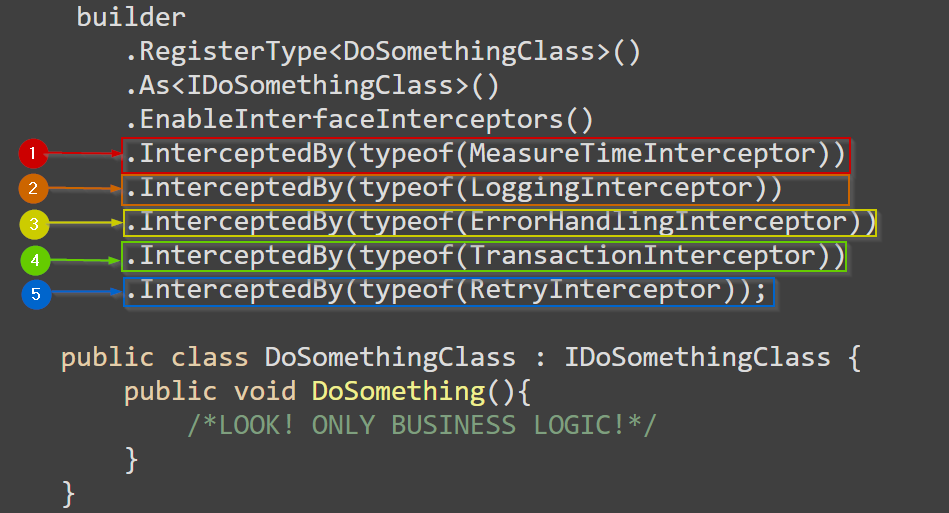 builder
.RegisterType<DoSomethingClass>()
.As<IDoSomethingClass>()
.EnableInterfaceInterceptors()
1 .InterceptedBy(typeof(MeasureTimeInterceptor))
2 .InterceptedBy(typeof(LoggingInterceptor))
3 .InterceptedBy(typeof(ErrorHandlingInterceptor))
4 .InterceptedBy(typeof(TransactionInterceptor))
5 .InterceptedBy(typeof(RetryInterceptor));
public class DoSomethingClass : IDoSomethingClass {
public void DoSomething(){
/*LOOK! ONLY BUSINESS LOGIC!*/
}
}